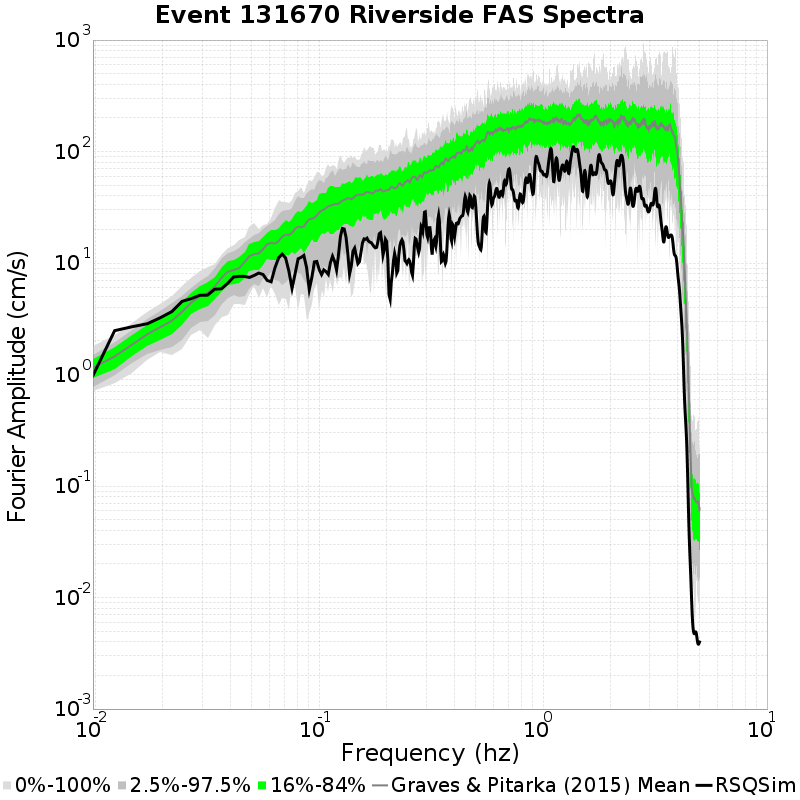 Event 131670 Riverside FAS Spectra
10³
10²
10¹
10⁰
10⁻¹
10⁻²
10⁻³
Fourier Amplitude (cm/s)
10⁻² 10⁻¹ 10⁰ 10¹
Frequency (hz)
0%-100% 2.5%-97.5% 16%-84% Graves & Pitarka (2015) Mean RSQSim